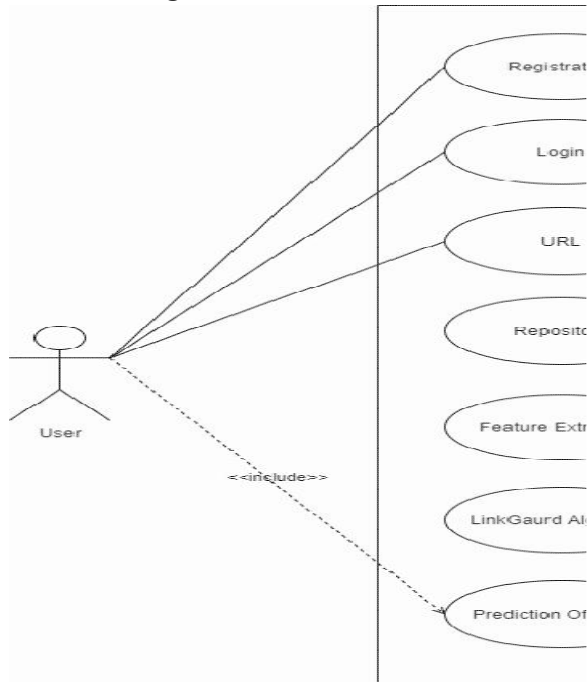 Registrat
Login
URL
Reposito
Feature Extr
User
<<include>>
LinkGaurd Al
Prediction Of